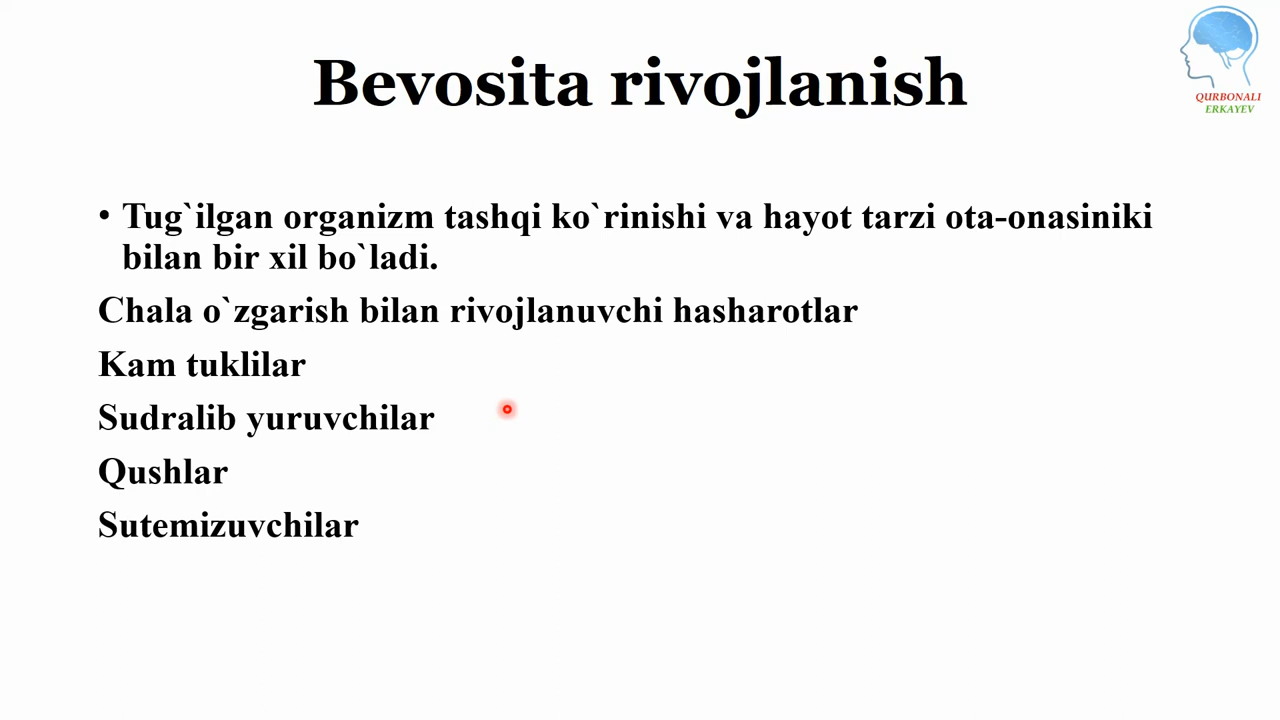 Bevosita rivojlanish
QURBONALI
ERKAYEV
• Tug`ilgan organizm tashqi ko`rinishi va hayot tarzi ota-onasiniki
bilan bir xil bo`ladi.
Chala o`zgarish bilan rivojlanuvchi hasharotlar
Kam tuklilar
Sudralib yuruvchilar
Qushlar
Sutemizuvchilar